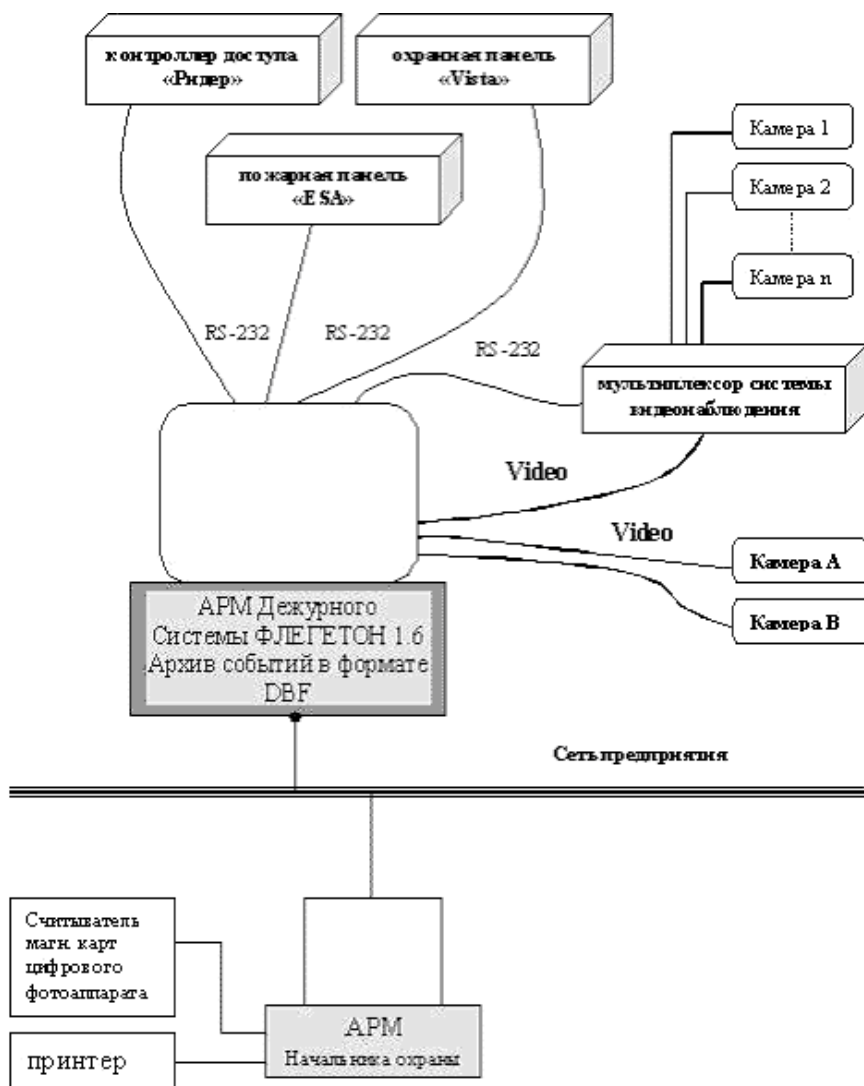 контроллер доступа
«Ридер»
охранная панель
«Vista»
пожарная панель
«ESA»
Камера 1
Камера 2
Камера n
RS-232
RS-232
RS-232
мультиплексор системы
видеонаблюдения
Video
Video
Камера A
Камера B
АРМ Дежурного
Системы ФЛЕГЕТОН 1.6
Архив событий в формате
DBF
Сеть предприятия
Считыватель
магн. карт
цифрового
фотоаппарата
АРМ
Начальника охраны
принтер